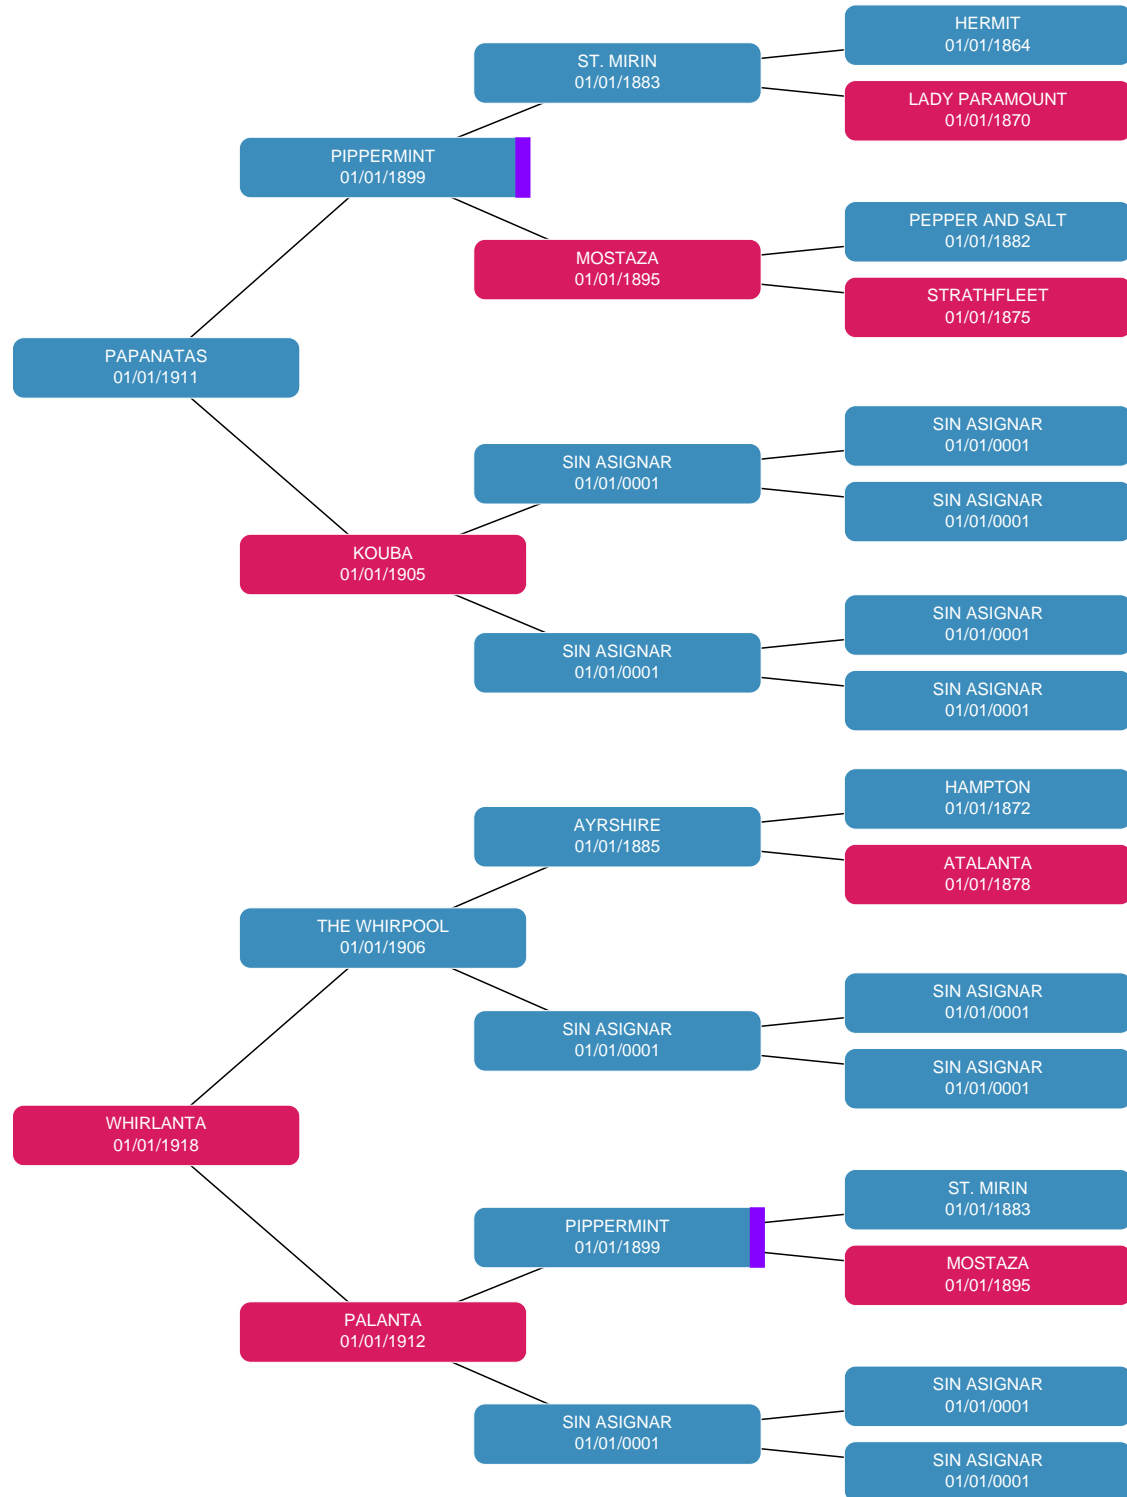 HERMIT
01/01/1864
ST. MIRIN
01/01/1883
LADY PARAMOUNT
01/01/1870
PIPPERMINT
01/01/1899
PEPPER AND SALT
01/01/1882
MOSTAZA
01/01/1895
STRATHFLEET
01/01/1875
PAPANATAS
01/01/1911
SIN ASIGNAR
01/01/0001
SIN ASIGNAR
01/01/0001
SIN ASIGNAR
01/01/0001
KOUBA
01/01/1905
SIN ASIGNAR
01/01/0001
SIN ASIGNAR
01/01/0001
SIN ASIGNAR
01/01/0001
HAMPTON
01/01/1872
AYRSHIRE
01/01/1885
ATALANTA
01/01/1878
THE WHIRPOOL
01/01/1906
SIN ASIGNAR
01/01/0001
SIN ASIGNAR
01/01/0001
SIN ASIGNAR
01/01/0001
WHIRLANTA
01/01/1918
ST. MIRIN
01/01/1883
PIPPERMINT
01/01/1899
MOSTAZA
01/01/1895
PALANTA
01/01/1912
SIN ASIGNAR
01/01/0001
SIN ASIGNAR
01/01/0001
SIN ASIGNAR
01/01/0001